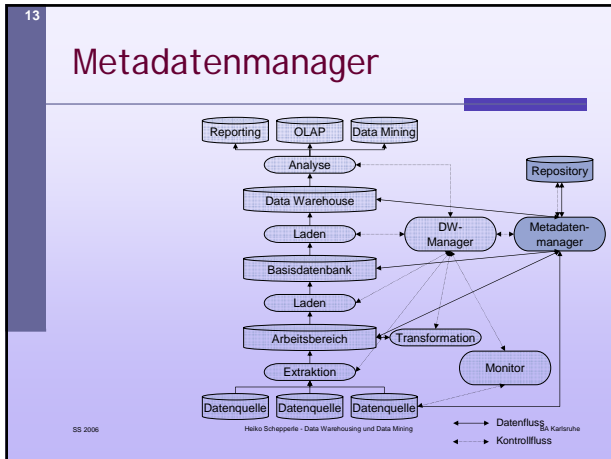 13
Metadatenmanager
Reporting OLAP Data Mining
Analyse
Repository
Data Warehouse
Laden
DW-
Manager
Metadaten-
manager
Basisdatenbank
Laden
Arbeitsbereich
Transformation
Extraktion
Monitor
Datenquelle Datenquelle Datenquelle
Datenfluss
SS 2006 Heiko Schepperle - Data Warehousing und Data Mining BA Karlsruhe
Kontrollfluss